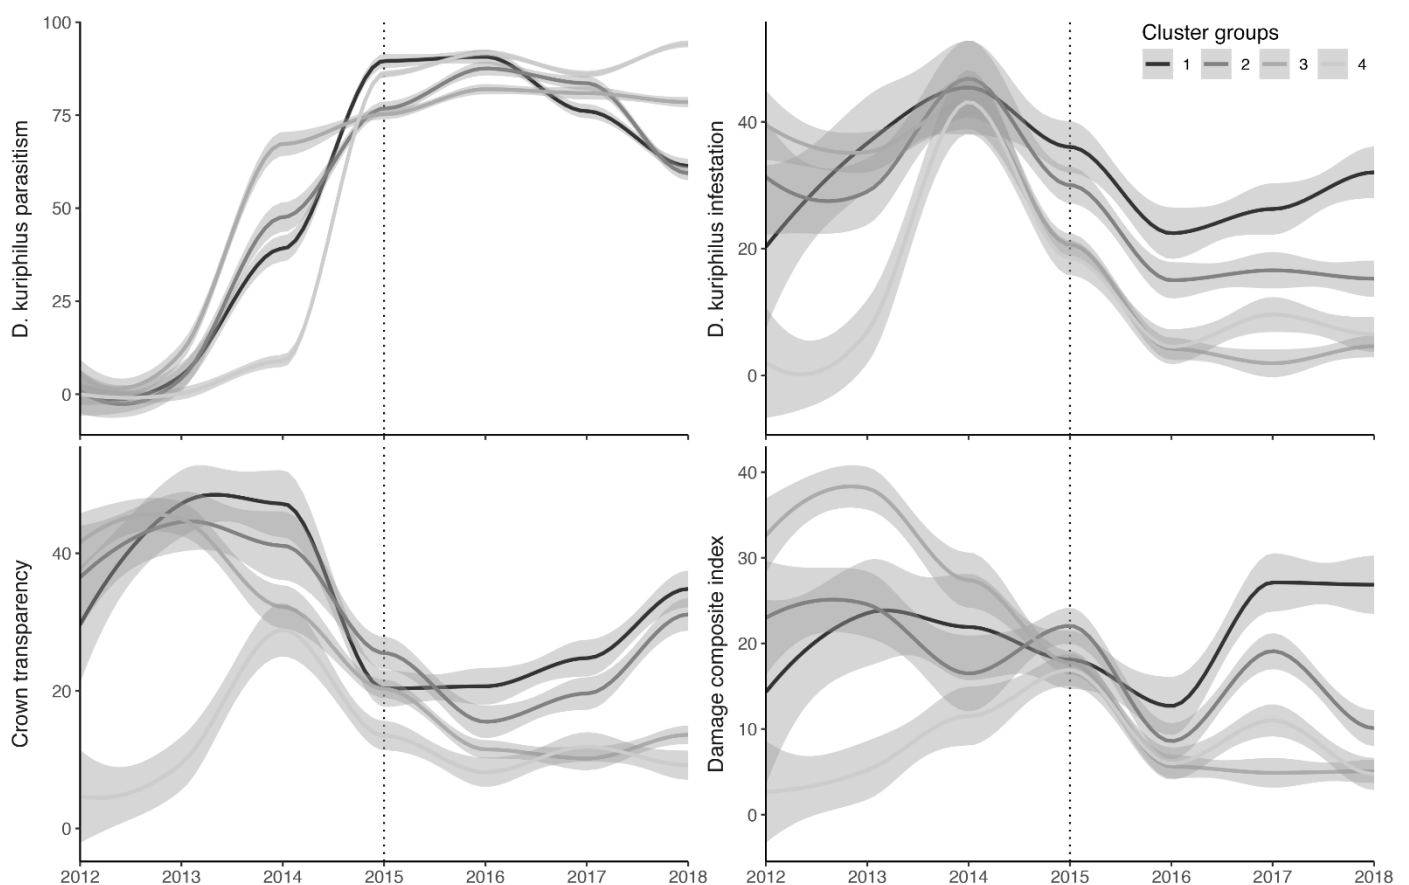 D. kuriphilus parasitism
100
75
50
25
0
D. kuriphilus infestation
40
20
0
Cluster groups
1 2 3 4
Crown transparency
40
20
0
2012 2013 2014 2015 2016 2017 2018
Damage composite index
40
30
20
10
0
2012 2013 2014 2015 2016 2017 2018